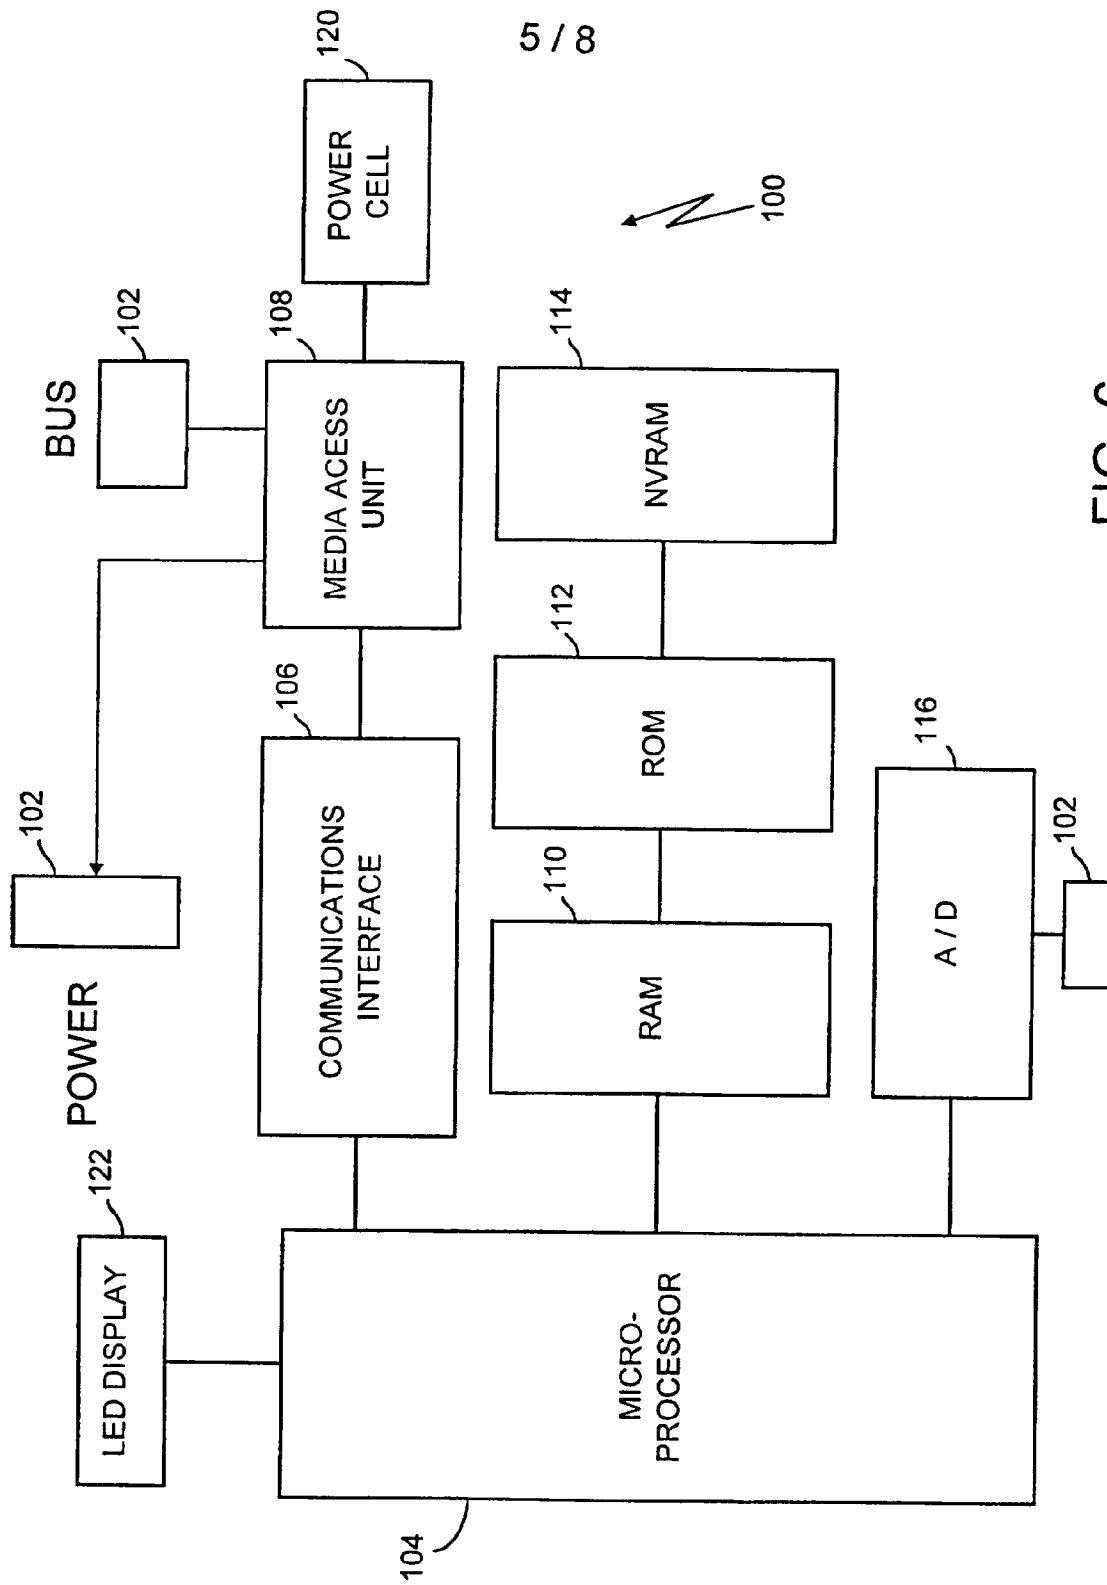 5 / 8
POWER
102
BUS
102
120
POWER
CELL
122
LED DISPLAY
106
COMMUNICATIONS
INTERFACE
108
MEDIA ACESS
UNIT
100
104
MICRO-
PROCESSOR
110
RAM
112
ROM
114
NVRAM
116
A / D
102
FIG.